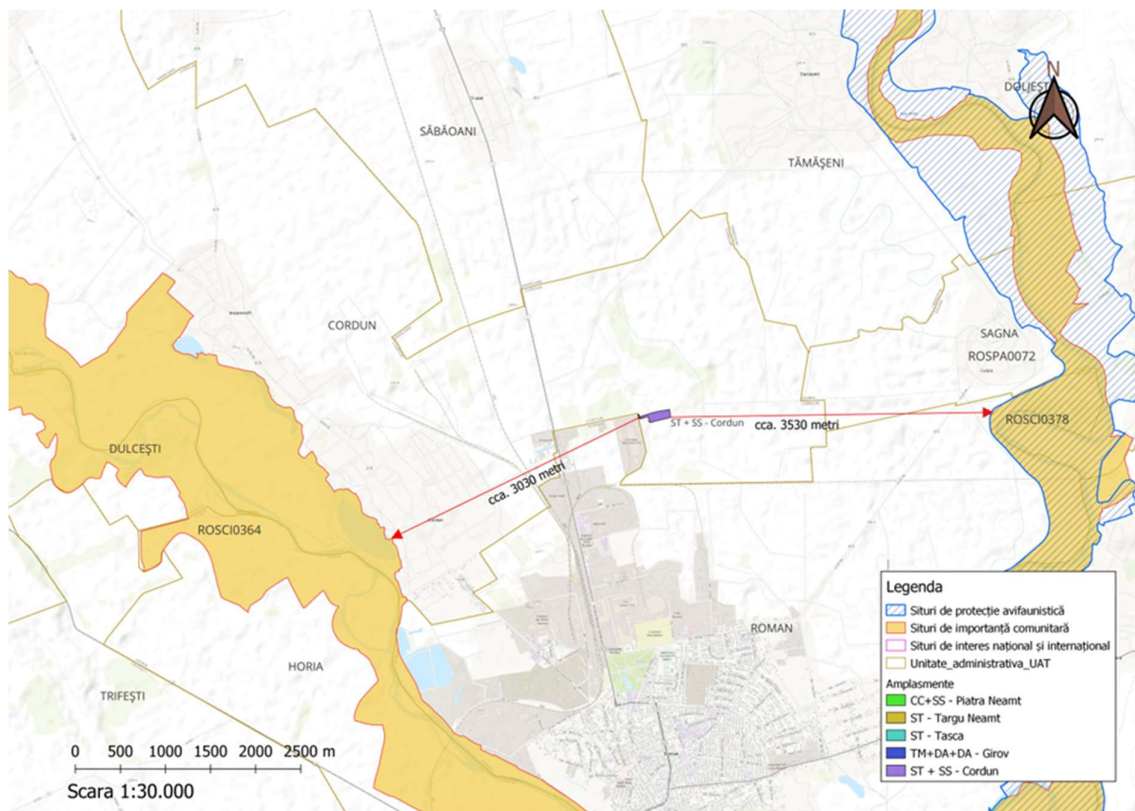 N
DOLJEȘT
SĂBĂOANI
TĂMĂȘENI
CORDUN
SAGNA
ROSPA0072
ST + SS - Cordun
cca. 3530 metri
ROSCI0378
DULCEȘTI
cca. 3030 metri
ROSCI0364
ROMAN
HORIA
TRIFEȘTI
Legenda
Situri de protecție avifaunistică
Situri de importanță comunitară
Situri de interes național și internațional
Unitate_administrativa_UAT
Amplasmente
CC+SS - Piatra Neamt
ST - Targu Neamt
ST - Tasca
TM+DA+DA - Girov
ST + SS - Cordun
0 500 1000 1500 2000 2500 m
Scara 1:30.000